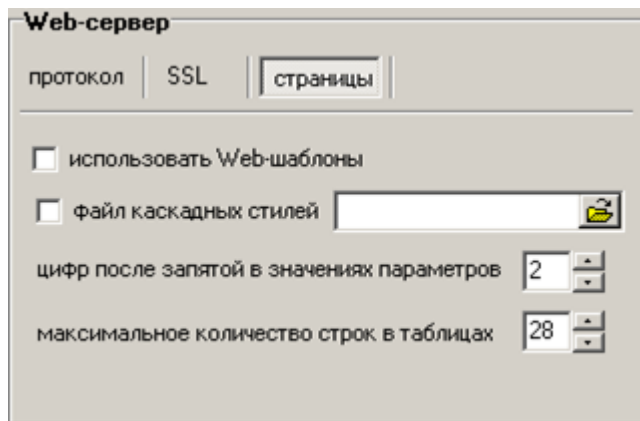 Web-сервер
протокол SSL страницы
использовать Web-шаблоны
файл каскадных стилей
цифр после запятой в значениях параметров 2
максимальное количество строк в таблицах 28